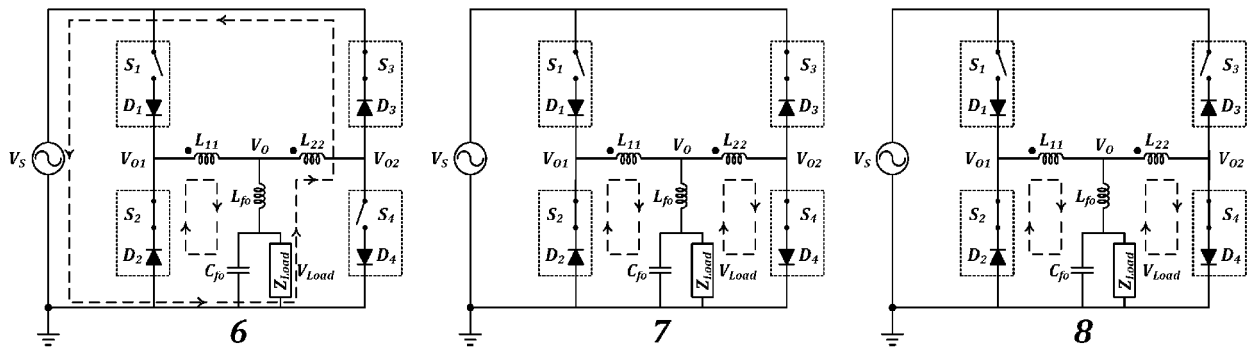 S1
D1
S3
D3
VS
VO1
L11
VO
L22
VO2
S2
D2
Lfo
Cfo
ZLoad
VLoad
S4
D4
6
S1
D1
S3
D3
VS
VO1
L11
VO
L22
VO2
S2
D2
Lfo
Cfo
ZLoad
VLoad
S4
D4
7
S1
D1
S3
D3
VS
VO1
L11
VO
L22
VO2
S2
D2
Lfo
Cfo
ZLoad
VLoad
S4
D4
8